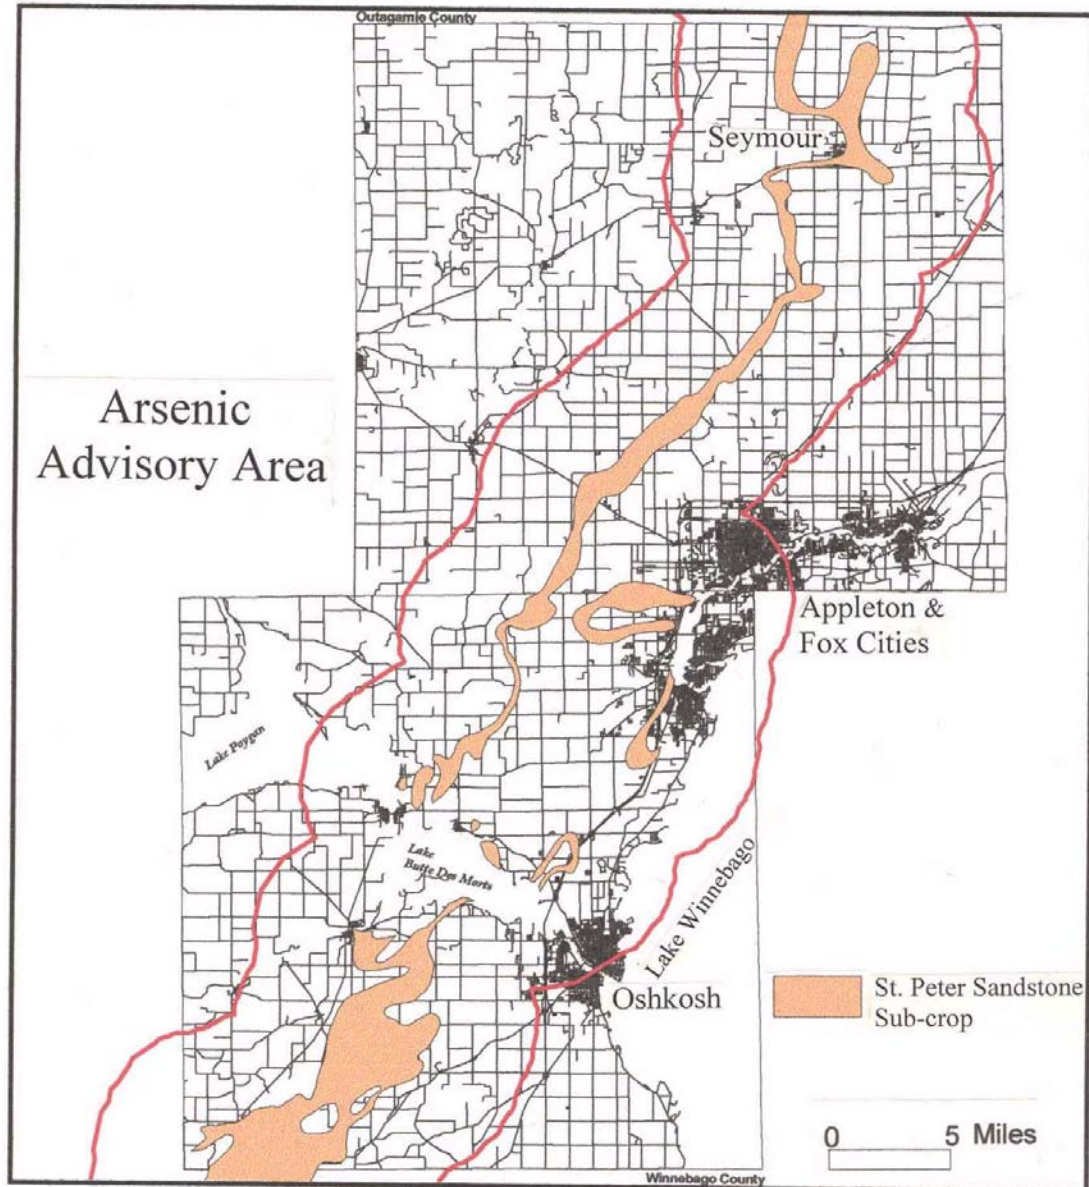 Outagamie County
Seymour
Arsenic
Advisory Area
Appleton &
Fox Cities
Lake Poygan
Lake
Butte Des Morts
Lake Winnebago
Oshkosh
St. Peter Sandstone
Sub-crop
0 5 Miles
Winnebago County